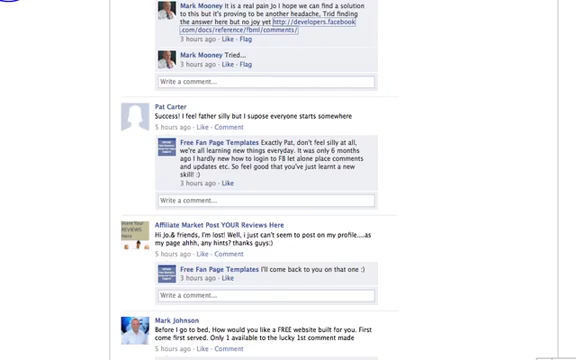 Mark Mooney It is a real pain Jo I hope we can find a solution
to this but it's proving to be another headache, Trid finding
the answer here but no joy yet http://developers.facebook
.com/docs/reference/fbml/comments/
3 hours ago · Like · Flag
Mark Mooney Tried...
3 hours ago · Like · Flag
Write a comment...
Pat Carter
Success! I feel father silly but I supose everyone starts somewhere
5 hours ago · Like · Comment
Free Fan Page Templates Exactly Pat, don't feel silly at all,
we're all learning new things everyday. It was only 6 months
ago I hardly new how to login to FB let alone place comments
and updates etc. So feel good that you've just learnt a new
skill! :)
3 hours ago · Like
Write a comment...
Affiliate Market Post YOUR Reviews Here
Hi Jo.& friends, I'm lost! Well, i just can't seem to post on my profile....as
my page ahhh, any hints? thanks guys:)
5 hours ago · Like · Comment
Free Fan Page Templates I'll come back to you on that one :)
3 hours ago · Like
Write a comment...
Mark Johnson
Before I go to bed, How would you like a FREE website built for you. First
come first served. Only 1 available to the lucky 1st comment made
5 hours ago · Like · Comment